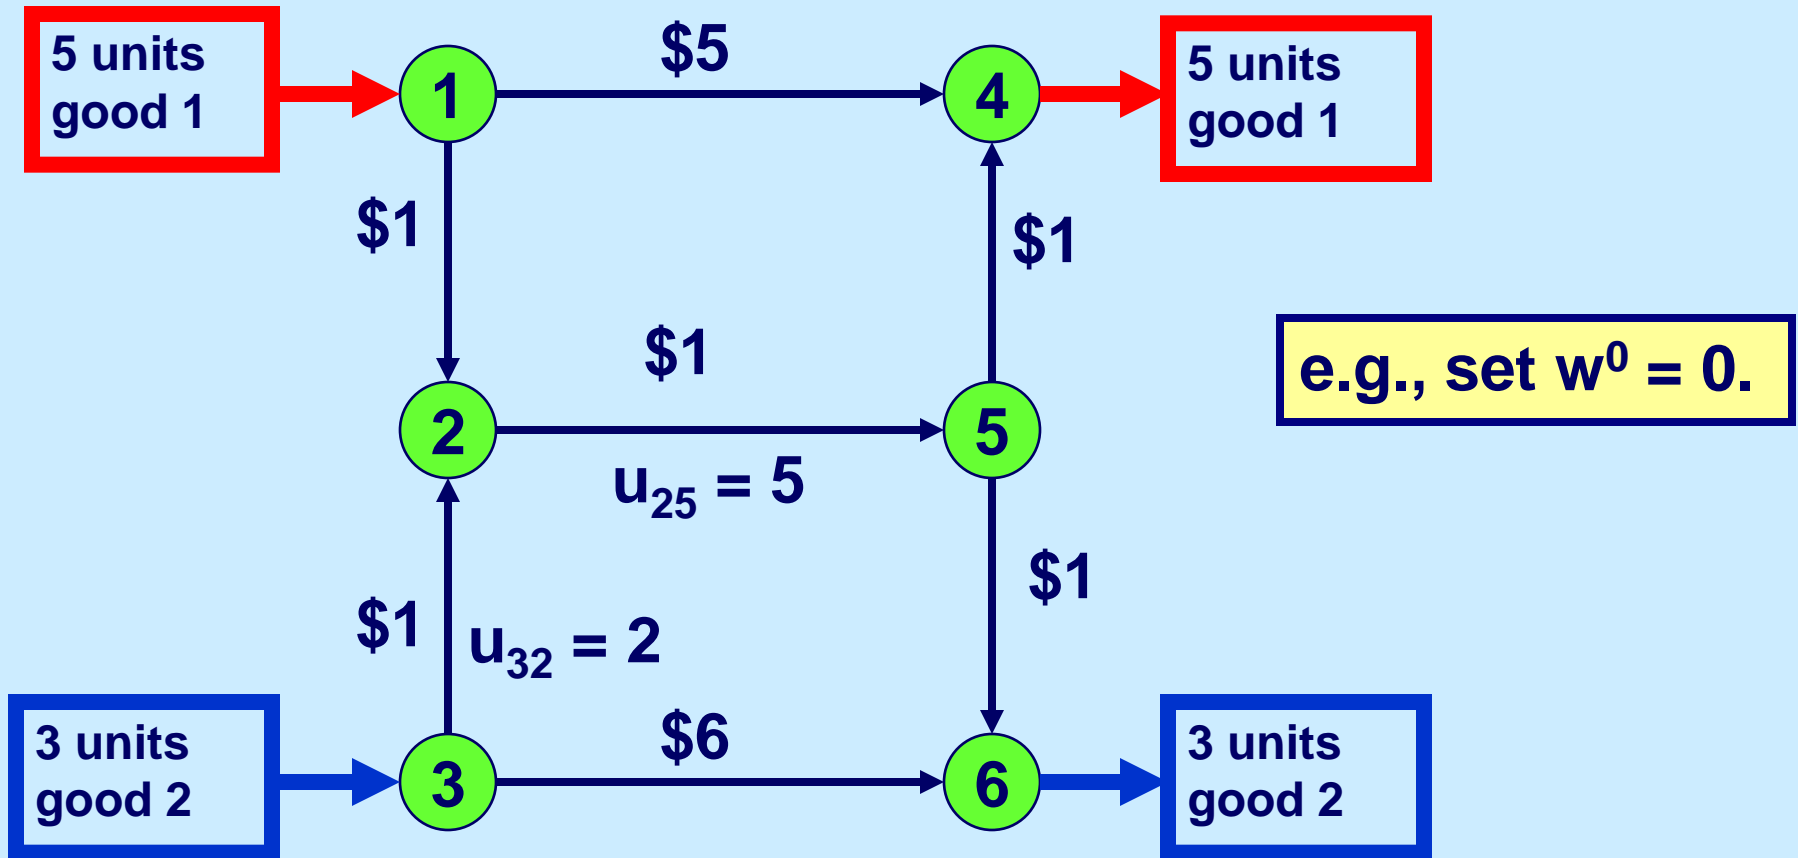 5 units
good 1
1
$5
4
5 units
good 1
$1
$1
$1
e.g., set w⁰ = 0.
2
5
u₂₅ = 5
$1
$1
u₃₂ = 2
3 units
good 2
3
$6
6
3 units
good 2